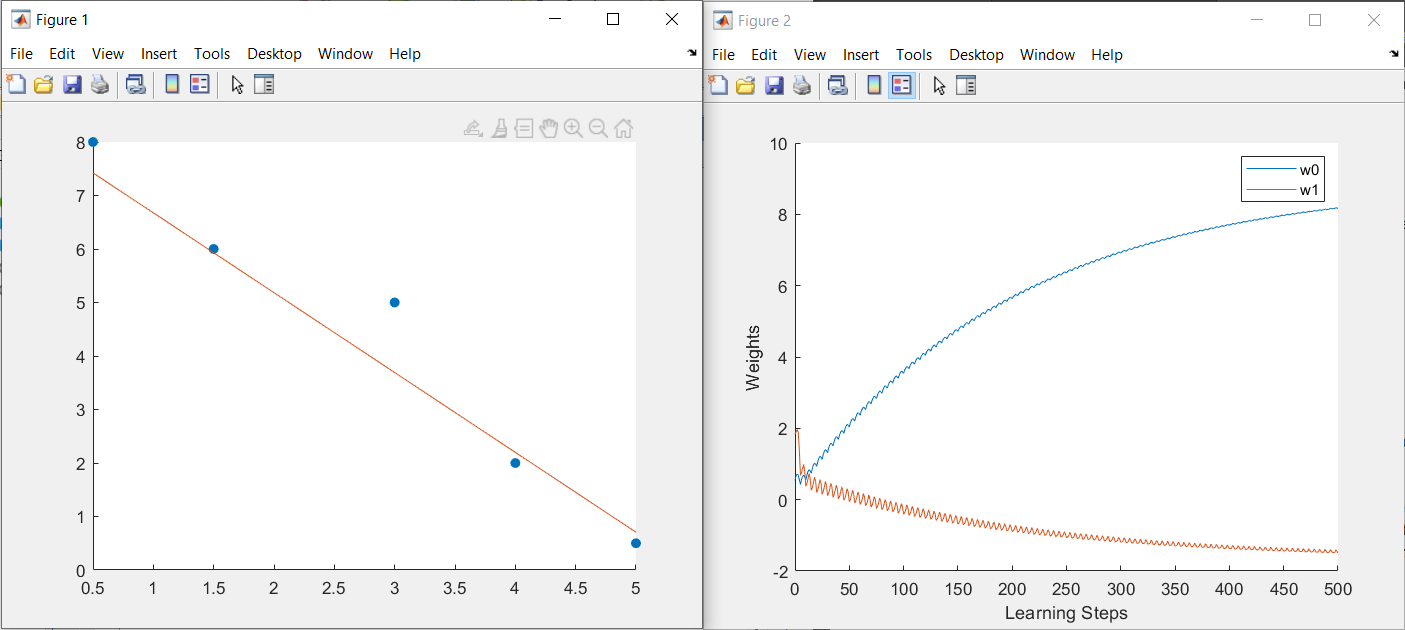 Figure 1
File Edit View Insert Tools Desktop Window Help
8
7
6
5
4
3
2
1
0
0.5 1 1.5 2 2.5 3 3.5 4 4.5 5
Figure 2
File Edit View Insert Tools Desktop Window Help
10
8
6
4
2
0
-2
Weights
w0
w1
0 50 100 150 200 250 300 350 400 450 500
Learning Steps